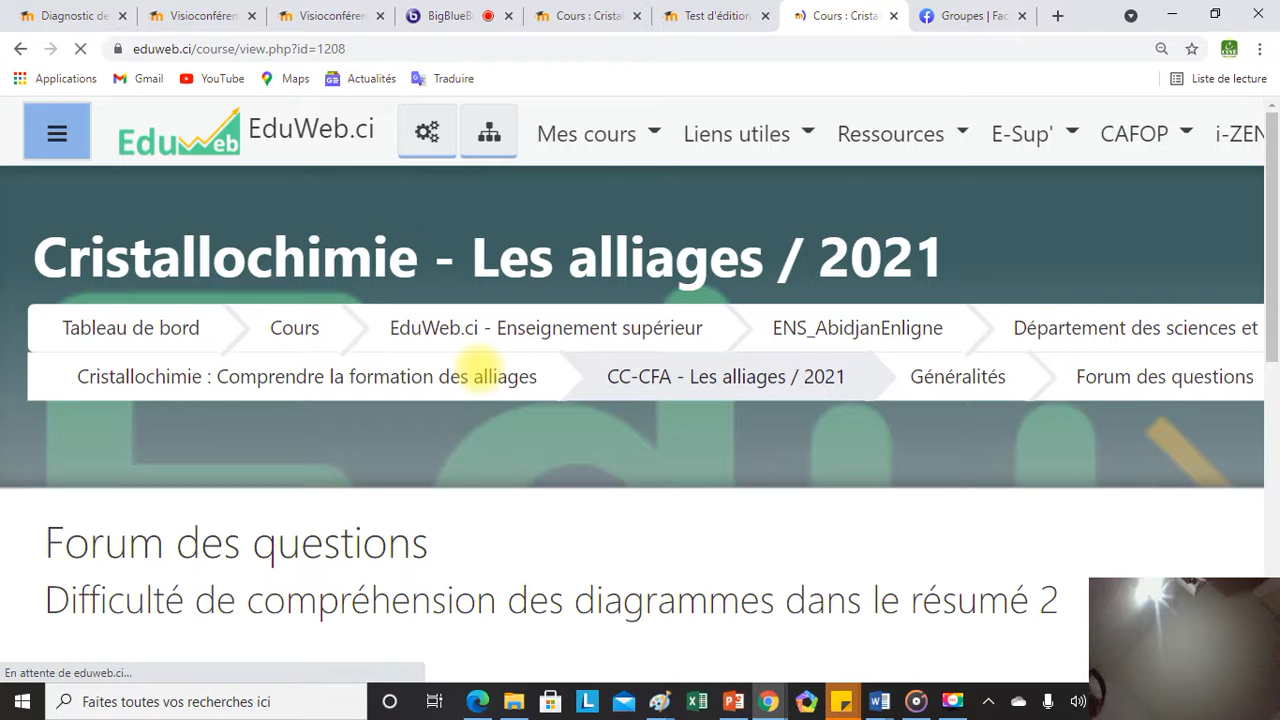 Diagnostic de
Visioconféren
Visioconféren
BigBlueB
Cours : Crista
Test d'édition
Cours : Crista
Groupes | Fac
eduweb.ci/course/view.php?id=1208
Applications
Gmail
YouTube
Maps
Actualités
Traduire
Liste de lecture
EduWeb
EduWeb.ci
Mes cours
Liens utiles
Ressources
E-Sup'
CAFOP
i-ZEN
Cristallochimie - Les alliages / 2021
Tableau de bord
Cours
EduWeb.ci - Enseignement supérieur
ENS_AbidjanEnligne
Département des sciences et
Cristallochimie : Comprendre la formation des alliages
CC-CFA - Les alliages / 2021
Généralités
Forum des questions
Forum des questions
Difficulté de compréhension des diagrammes dans le résumé 2
En attente de eduweb.ci...
Faites toutes vos recherches ici